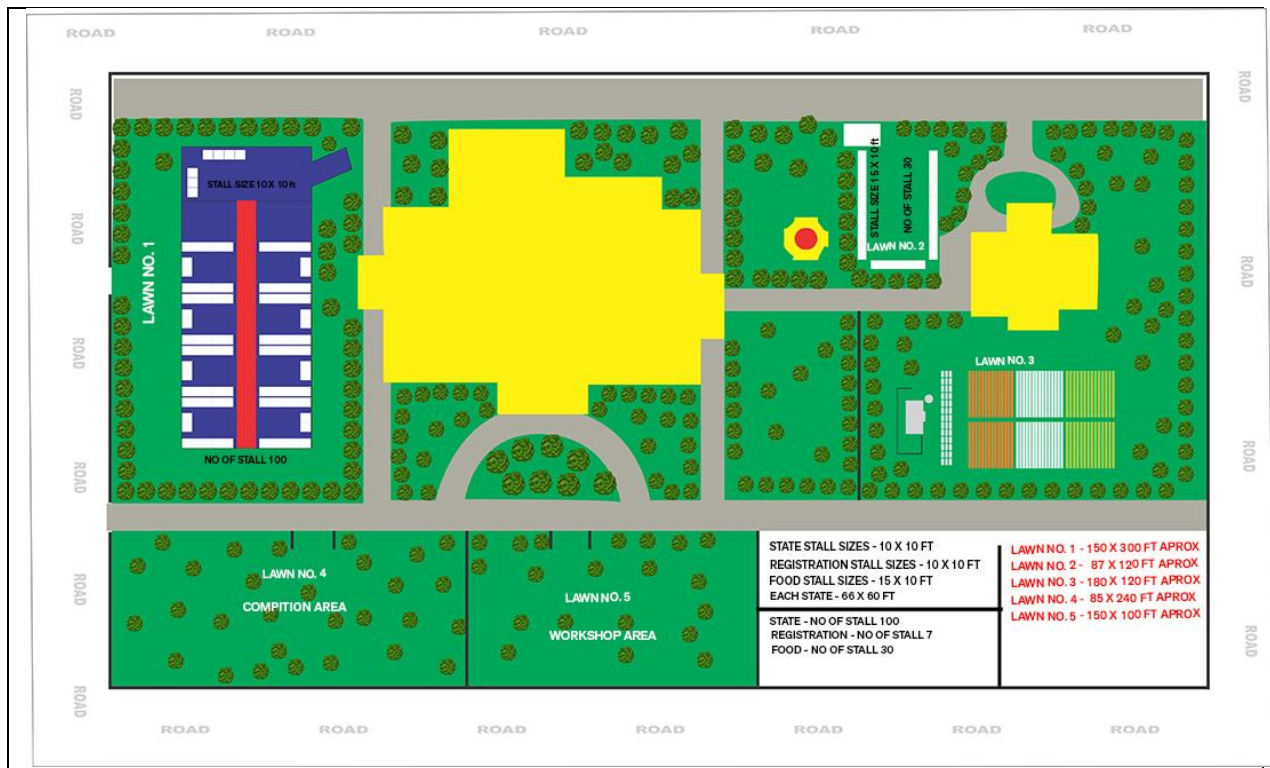 ROAD ROAD ROAD ROAD ROAD
ROAD
ROAD
ROAD
ROAD
ROAD
ROAD
LAWN NO. 1
STALL SIZE 10 X 10 ft
NO OF STALL 100
STALL SIZE 15 X 10 ft
NO OF STALL 30
LAWN NO. 2
LAWN NO. 3
ROAD
ROAD
ROAD
ROAD
LAWN NO. 4
COMPITION AREA
LAWN NO. 5
WORKSHOP AREA
STATE STALL SIZES - 10 X 10 FT
REGISTRATION STALL SIZES - 10 X 10 FT
FOOD STALL SIZES - 15 X 10 FT
EACH STATE - 66 X 60 FT
STATE - NO OF STALL 100
REGISTRATION - NO OF STALL 7
FOOD - NO OF STALL 30
LAWN NO. 1 - 150 X 300 FT APROX
LAWN NO. 2 - 87 X 120 FT APROX
LAWN NO. 3 - 180 X 120 FT APROX
LAWN NO. 4 - 85 X 240 FT APROX
LAWN NO. 5 - 150 X 100 FT APROX
ROAD ROAD ROAD ROAD ROAD ROAD ROAD